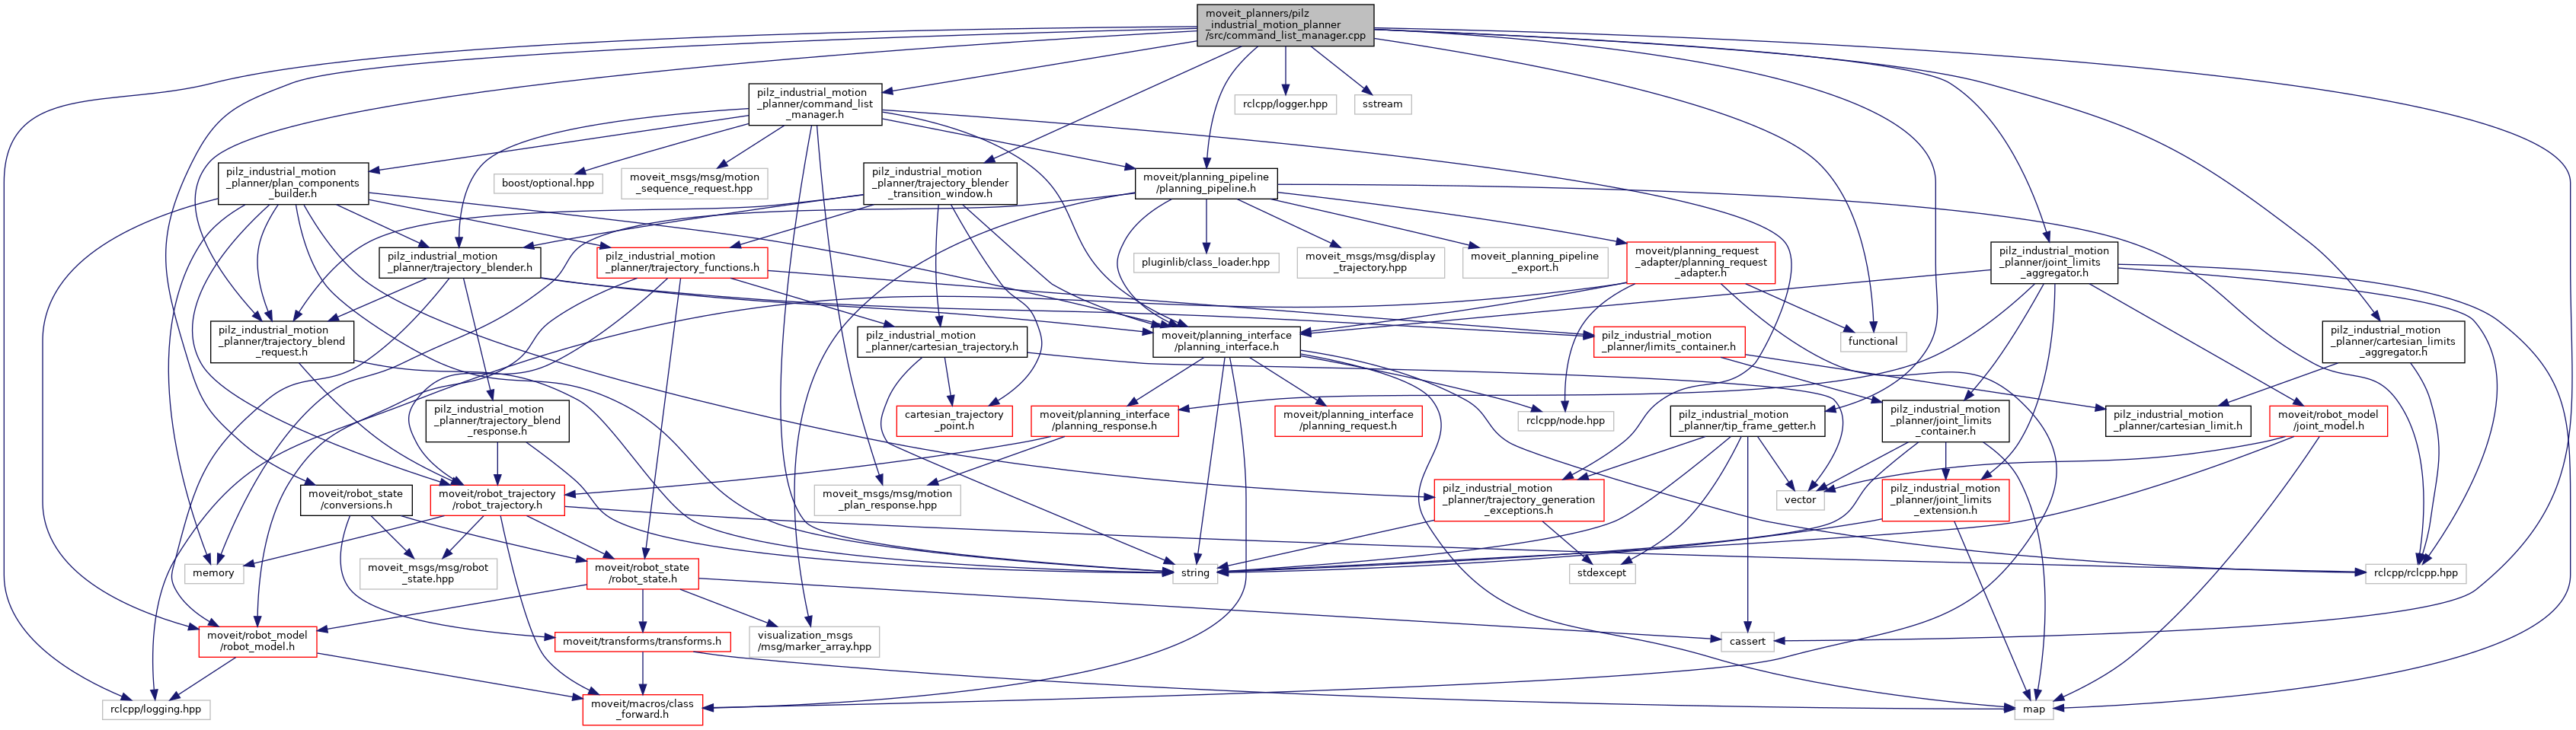 moveit_planners/pilz
_industrial_motion_planner
/src/command_list_manager.cpp
pilz_industrial_motion
_planner/command_list
_manager.h
rclcpp/logger.hpp
sstream
pilz_industrial_motion
_planner/plan_components
_builder.h
boost/optional.hpp
moveit_msgs/msg/motion
_sequence_request.hpp
pilz_industrial_motion
_planner/trajectory_blender
_transition_window.h
moveit/planning_pipeline
/planning_pipeline.h
pilz_industrial_motion
_planner/trajectory_blender.h
pilz_industrial_motion
_planner/trajectory_functions.h
pluginlib/class_loader.hpp
moveit_msgs/msg/display
_trajectory.hpp
moveit_planning_pipeline
_export.h
moveit/planning_request
_adapter/planning_request
_adapter.h
pilz_industrial_motion
_planner/joint_limits
_aggregator.h
pilz_industrial_motion
_planner/trajectory_blend
_request.h
pilz_industrial_motion
_planner/cartesian_trajectory.h
moveit/planning_interface
/planning_interface.h
pilz_industrial_motion
_planner/limits_container.h
functional
pilz_industrial_motion
_planner/cartesian_limits
_aggregator.h
pilz_industrial_motion
_planner/trajectory_blend
_response.h
cartesian_trajectory
_point.h
moveit/planning_interface
/planning_response.h
moveit/planning_interface
/planning_request.h
rclcpp/node.hpp
pilz_industrial_motion
_planner/tip_frame_getter.h
pilz_industrial_motion
_planner/joint_limits
_container.h
pilz_industrial_motion
_planner/cartesian_limit.h
moveit/robot_model
/joint_model.h
moveit/robot_state
/conversions.h
moveit/robot_trajectory
/robot_trajectory.h
moveit_msgs/msg/motion
_plan_response.hpp
pilz_industrial_motion
_planner/trajectory_generation
_exceptions.h
vector
pilz_industrial_motion
_planner/joint_limits
_extension.h
memory
moveit_msgs/msg/robot
_state.hpp
moveit/robot_state
/robot_state.h
string
stdexcept
rclcpp/rclcpp.hpp
moveit/robot_model
/robot_model.h
moveit/transforms/transforms.h
visualization_msgs
/msg/marker_array.hpp
cassert
rclcpp/logging.hpp
moveit/macros/class
_forward.h
map